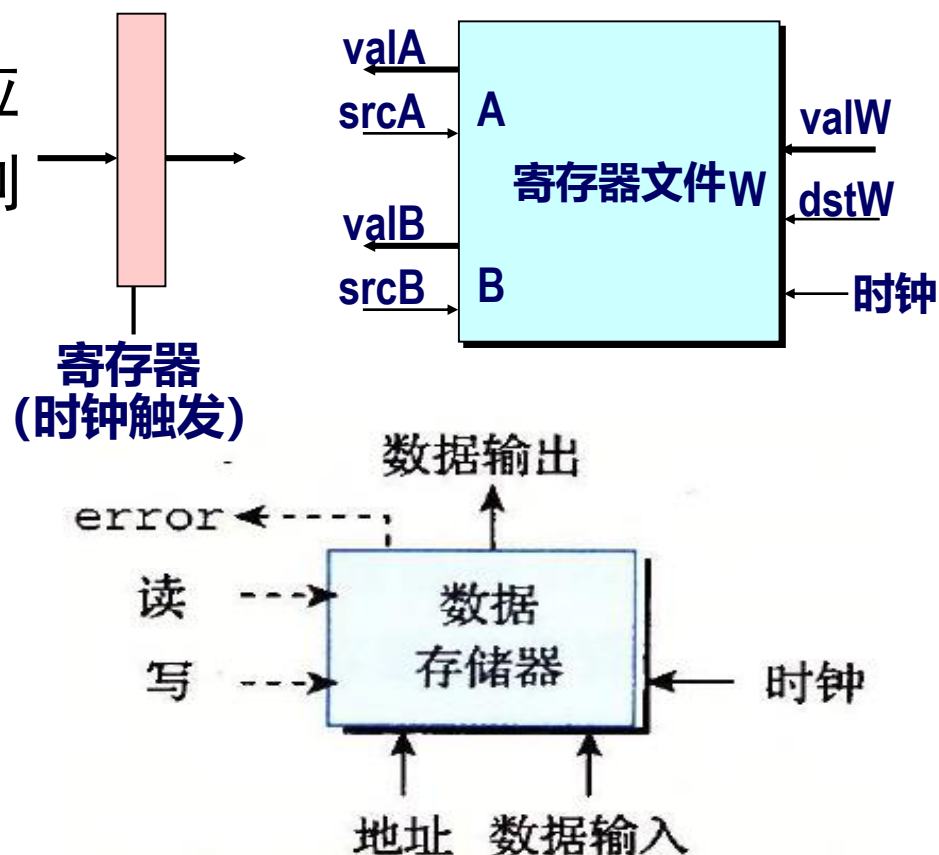 应
valA
srcA
A
valB
srcB
B
寄存器文件W
valW
dstW
时钟
寄存器
(时钟触发)
数据输出
error
读
写
数据
存储器
时钟
地址 数据输入